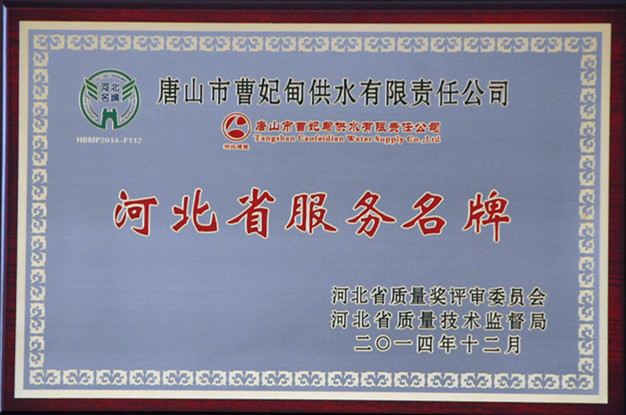 河北
名牌
HBMP2014-F112
唐山市曹妃甸供水有限责任公司
唐山市曹妃甸供水有限责任公司
Tangshan Caofeidian Water Supply Co.,Ltd
河北省服务名牌
河北省质量奖评审委员会
河北省质量技术监督局
二〇一四年十二月